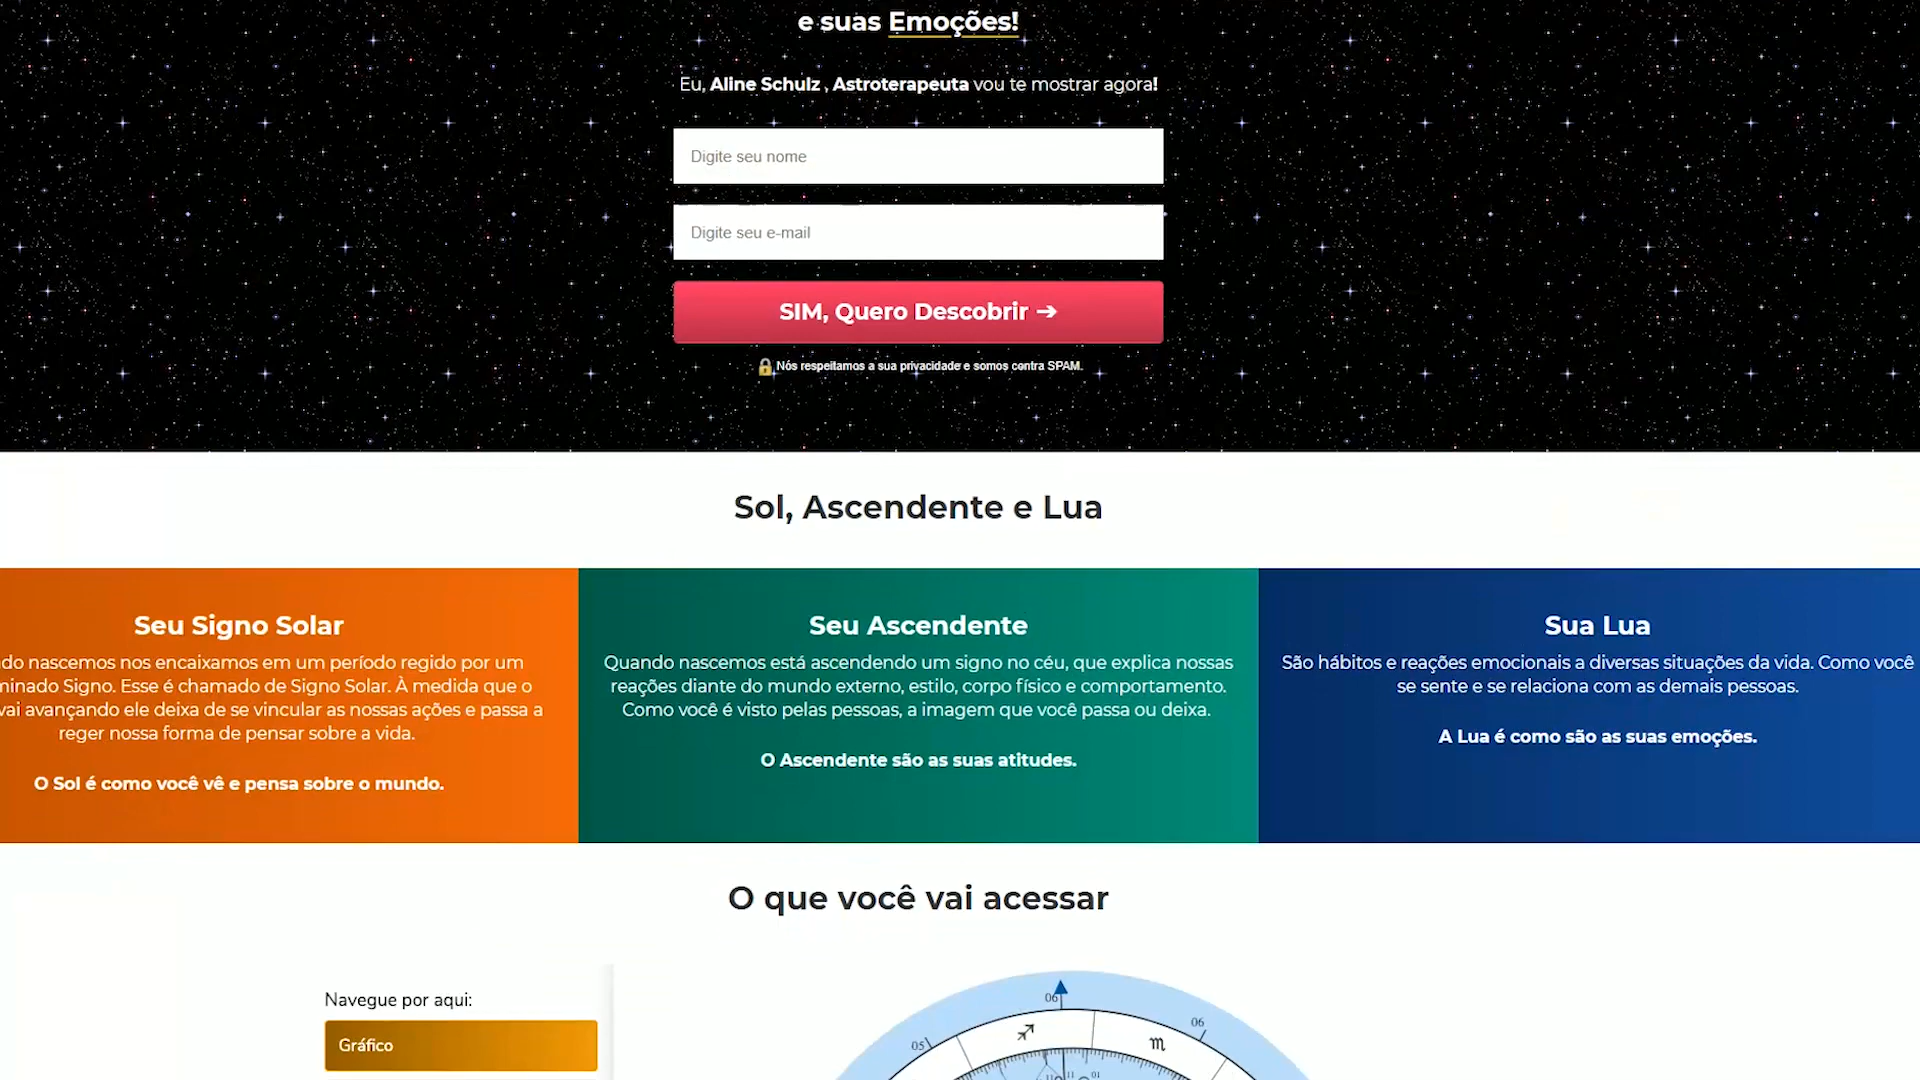 e suas Emoções!
Eu, Aline Schulz , Astroterapeuta vou te mostrar agora!
Digite seu nome
Digite seu e-mail
SIM, Quero Descobrir ➔
Nós respeitamos a sua privacidade e somos contra SPAM.
Sol, Ascendente e Lua
Seu Signo Solar
do nascemos nos encaixamos em um período regido por um
minado Signo. Esse é chamado de Signo Solar. À medida que o
vai avançando ele deixa de se vincular as nossas ações e passa a
reger nossa forma de pensar sobre a vida.
O Sol é como você vê e pensa sobre o mundo.
Seu Ascendente
Quando nascemos está ascendendo um signo no céu, que explica nossas
reações diante do mundo externo, estilo, corpo físico e comportamento.
Como você é visto pelas pessoas, a imagem que você passa ou deixa.
O Ascendente são as suas atitudes.
Sua Lua
São hábitos e reações emocionais a diversas situações da vida. Como você
se sente e se relaciona com as demais pessoas.
A Lua é como são as suas emoções.
O que você vai acessar
Navegue por aqui:
Gráfico
06
05
♐
06
♏
11
01